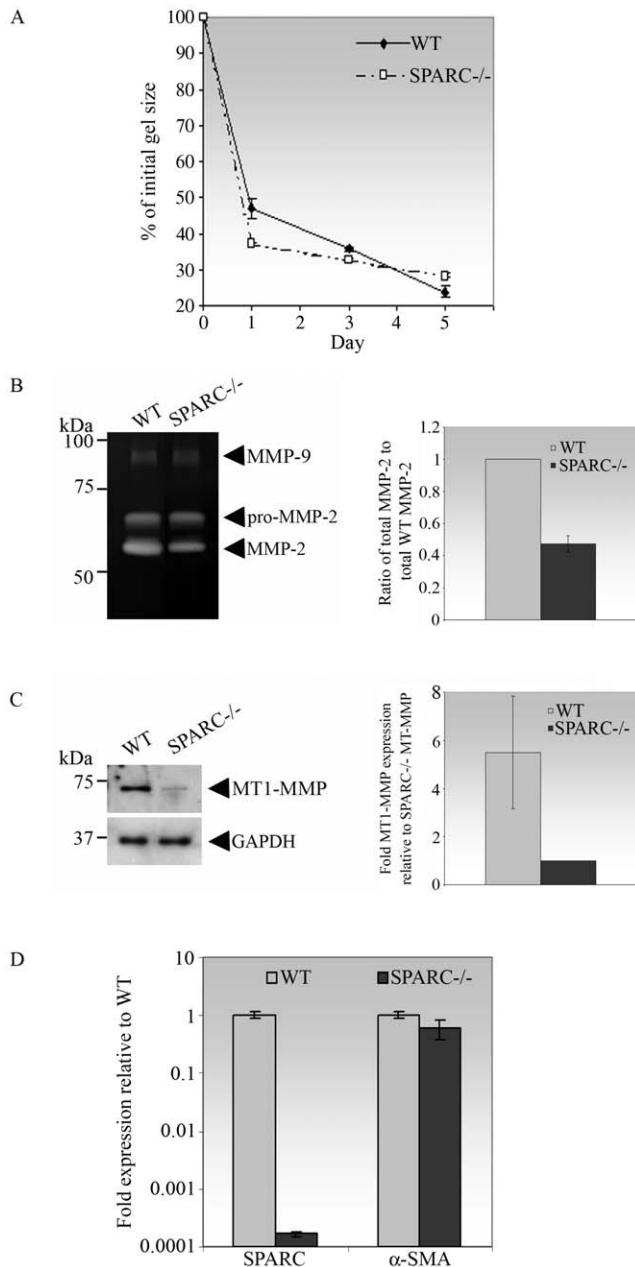 A
% of initial gel size
100
90
80
70
60
50
40
30
20
0
1
2
3
4
5
Day
WT
SPARC-/-
B
kDa
WT
SPARC-/-
100
75
50
MMP-9
pro-MMP-2
MMP-2
Ratio of total MMP-2 to
total WT MMP-2
1.2
1
0.8
0.6
0.4
0.2
0
WT
SPARC-/-
C
kDa
WT
SPARC-/-
75
37
MT1-MMP
GAPDH
Fold MT1-MMP expression
relative to SPARC-/- MT-MMP
8
6
4
2
0
WT
SPARC-/-
D
Fold expression relative to WT
10
1
0.1
0.01
0.001
0.0001
WT
SPARC-/-
SPARC
α-SMA